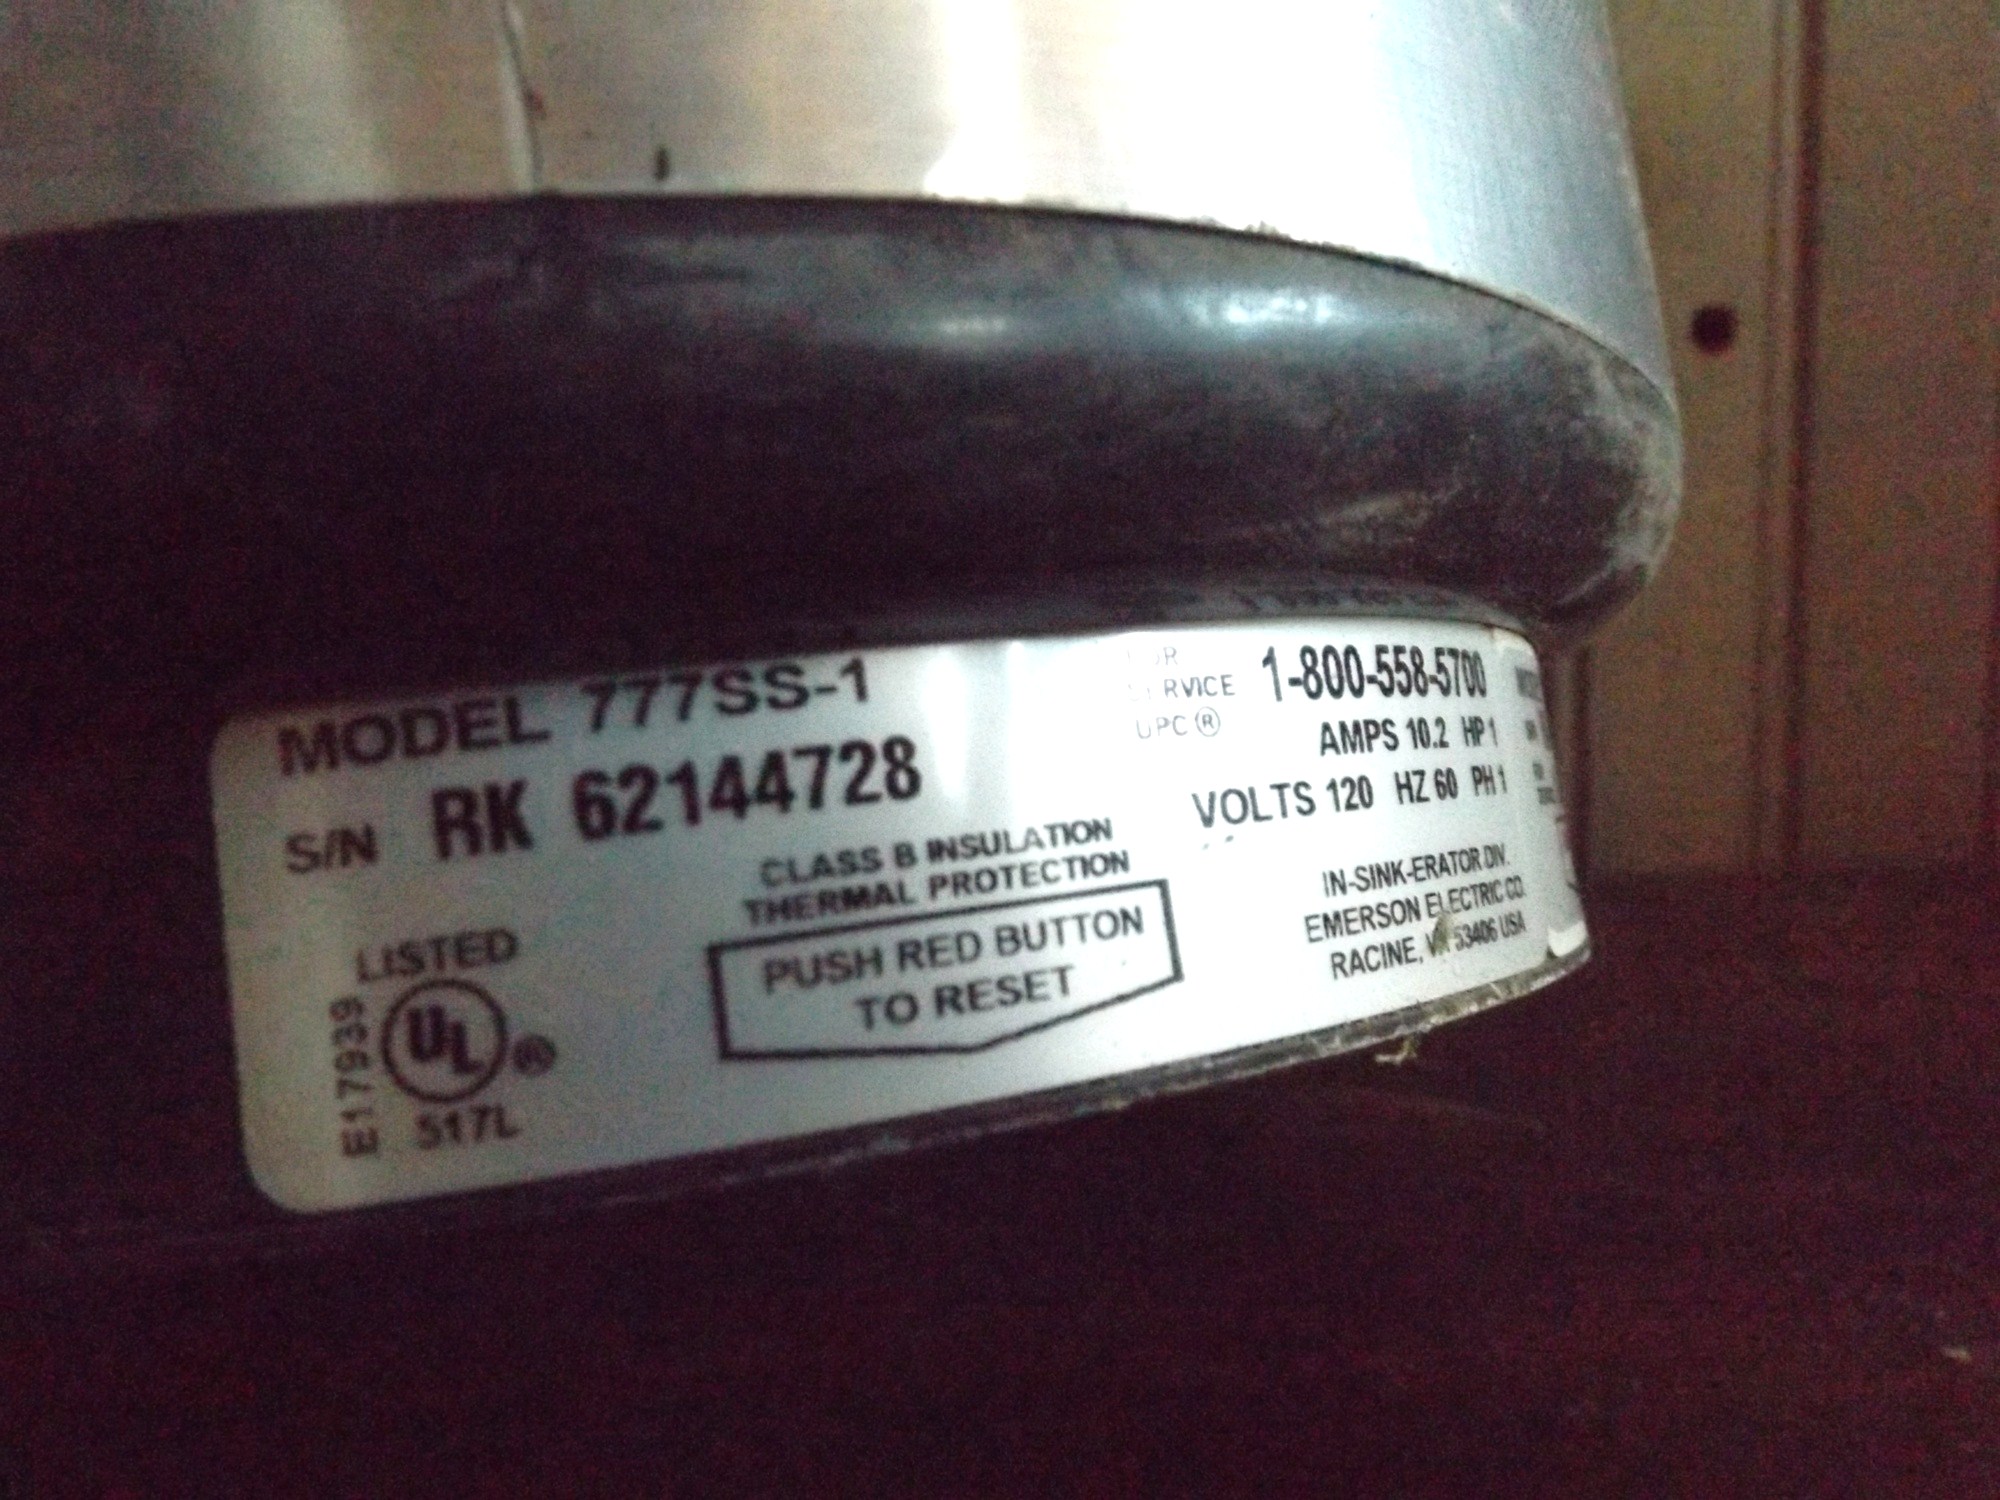 MODEL 777SS-1
S/N RK 62144728
CLASS B INSULATION
THERMAL PROTECTION
PUSH RED BUTTON
TO RESET
LISTED
E17939
UL ®
517L
SERVICE 1-800-558-5700
UPC ®
AMPS 10.2 HP 1
VOLTS 120 HZ 60 PH 1
IN-SINK-ERATOR DIV.
EMERSON ELECTRIC CO.
RACINE, WI 53406 USA